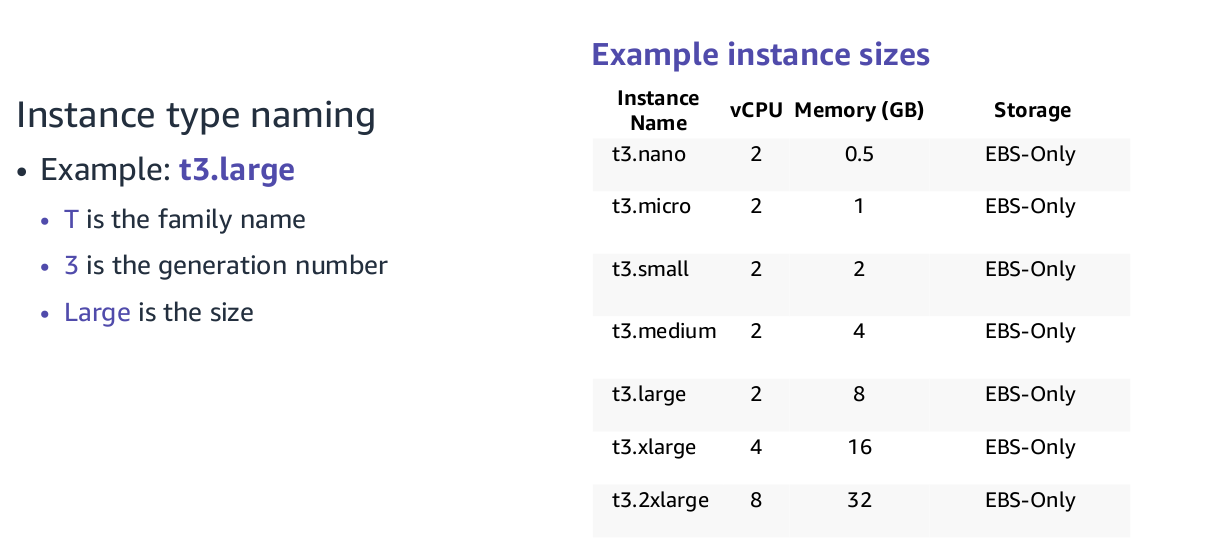 Instance type naming
• Example: t3.large
• T is the family name
• 3 is the generation number
• Large is the size
Example instance sizes
Instance Name vCPU Memory (GB) Storage
t3.nano 2 0.5 EBS-Only
t3.micro 2 1 EBS-Only
t3.small 2 2 EBS-Only
t3.medium 2 4 EBS-Only
t3.large 2 8 EBS-Only
t3.xlarge 4 16 EBS-Only
t3.2xlarge 8 32 EBS-Only